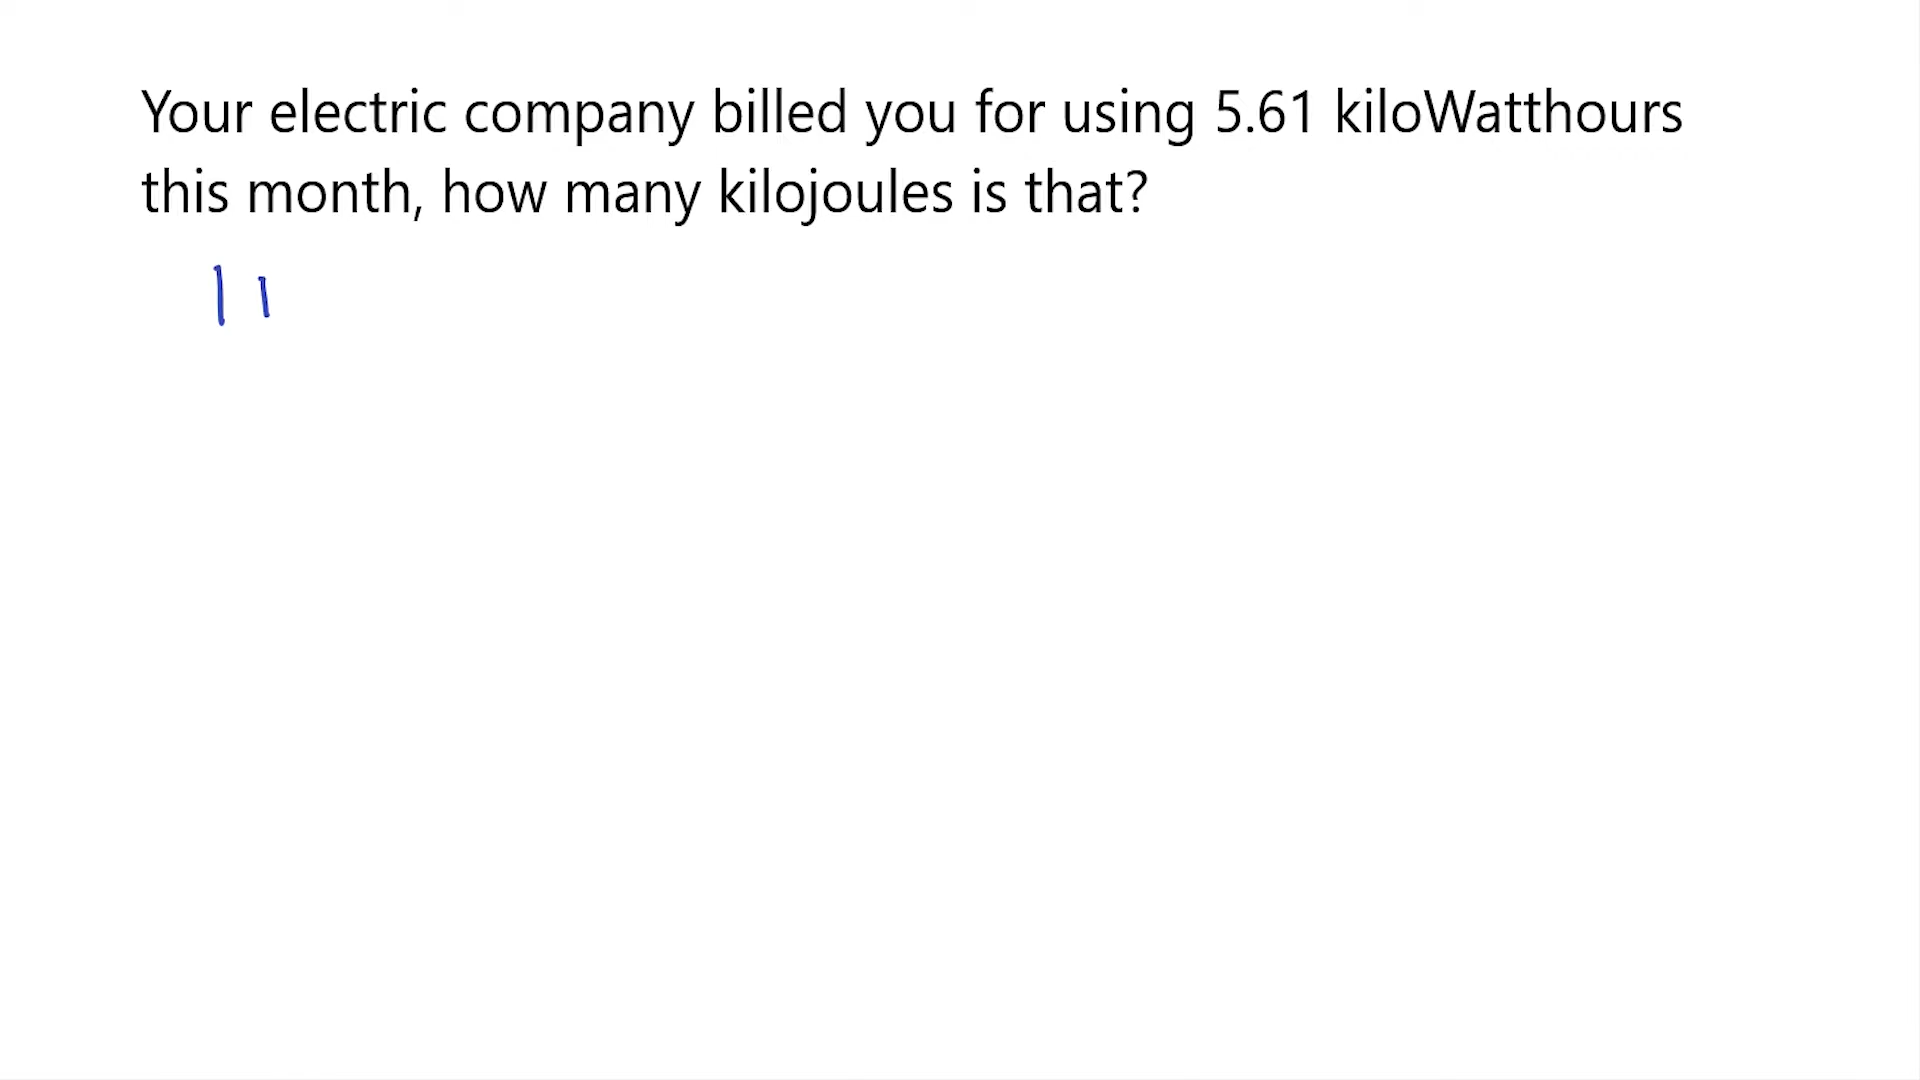 Your electric company billed you for using 5.61 kiloWatthours
this month, how many kilojoules is that?